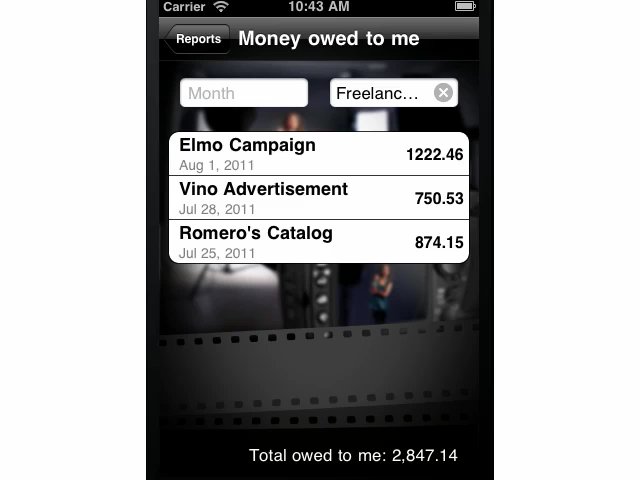 Carrier 10:43 AM
Reports Money owed to me
Month Freelanc…
Elmo Campaign 1222.46
Aug 1, 2011
Vino Advertisement 750.53
Jul 28, 2011
Romero's Catalog 874.15
Jul 25, 2011
Total owed to me: 2,847.14